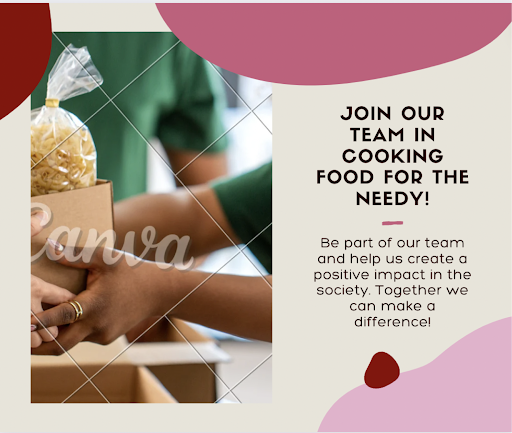 Canva
JOIN OUR
TEAM IN
COOKING
FOOD FOR THE
NEEDY!
Be part of our team
and help us create a
positive impact in the
society. Together we
can make a
difference!